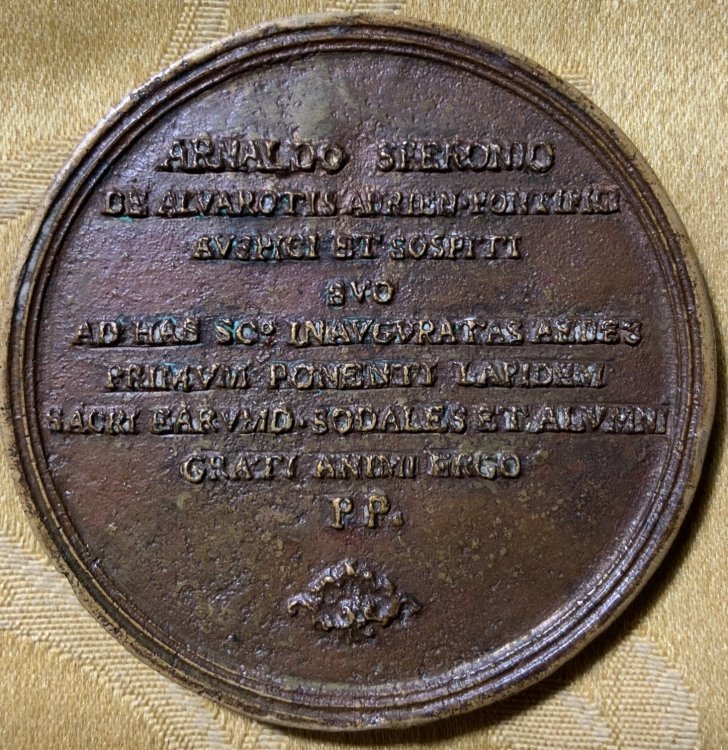 ARNALDO SPERONIO
DE ALVAROTIS ADRIEN·PONTIFICI
AVSPICI ET SOSPITI
SVO
AD HAS SCº INAVGVRATAS AEDES
PRIMVM PONENTI LAPIDEM
SACRI EARVMD·SODALES ET ALVMNI
GRATI ANIMI ERGO
P P.